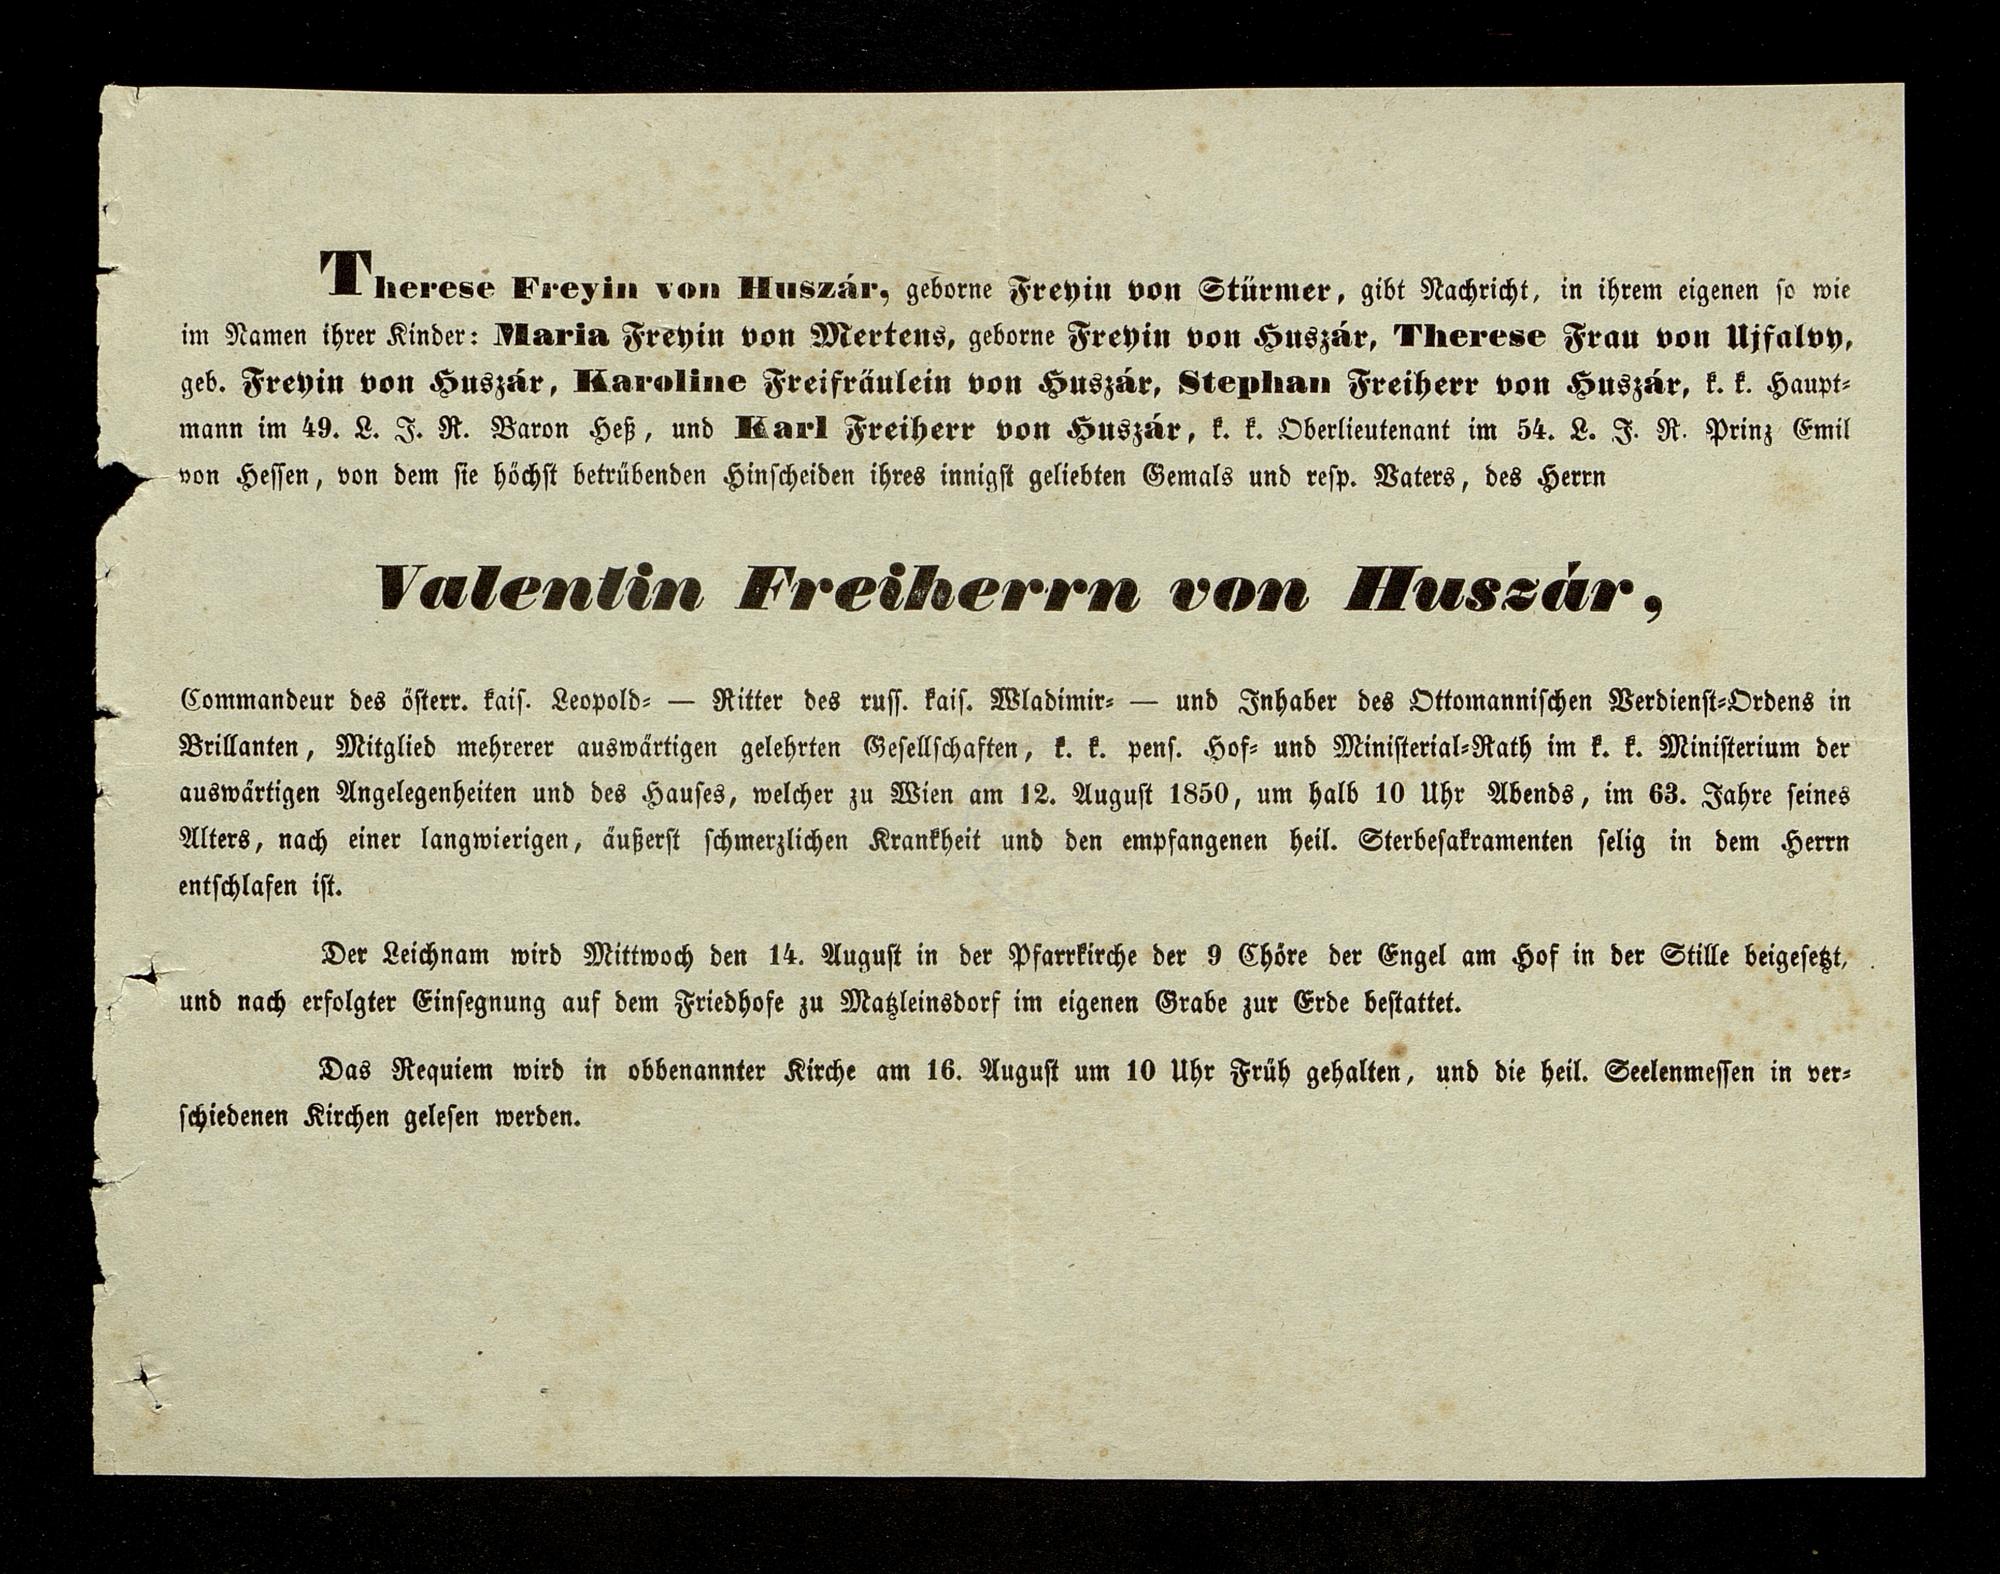 Therese Freyin von Huszár, geborne Freyin von Stürmer, gibt Nachricht, in ihrem eigenen so wie
im Namen ihrer Kinder: Maria Freyin von Mertens, geborne Freyin von Huszár, Therese Frau von Ujfalvy,
geb. Freyin von Huszár, Karoline Freifräulein von Huszár, Stephan Freiherr von Huszár, k. k. Haupt-
mann im 49. L. J. R. Baron Heß, und Karl Freiherr von Huszár, k. k. Oberlieutenant im 54. L. J. R. Prinz Emil
von Hessen, von dem sie höchst betrübenden Hinscheiden ihres innigst geliebten Gemals und resp. Vaters, des Herrn
Valentin Freiherrn von Huszár,
Commandeur des österr. kais. Leopold- — Ritter des russ. kais. Wladimir- — und Inhaber des Ottomannischen Verdienst-Ordens in
Brillanten, Mitglied mehrerer auswärtigen gelehrten Gesellschaften, k. k. pens. Hof- und Ministerial-Rath im k. k. Ministerium der
auswärtigen Angelegenheiten und des Hauses, welcher zu Wien am 12. August 1850, um halb 10 Uhr Abends, im 63. Jahre seines
Alters, nach einer langwierigen, äußerst schmerzlichen Krankheit und den empfangenen heil. Sterbesakramenten selig in dem Herrn
entschlafen ist.
Der Leichnam wird Mittwoch den 14. August in der Pfarrkirche der 9 Chöre der Engel am Hof in der Stille beigesetzt,
und nach erfolgter Einsegnung auf dem Friedhofe zu Matzleinsdorf im eigenen Grabe zur Erde bestattet.
Das Requiem wird in obbenannter Kirche am 16. August um 10 Uhr Früh gehalten, und die heil. Seelenmessen in ver-
schiedenen Kirchen gelesen werden.